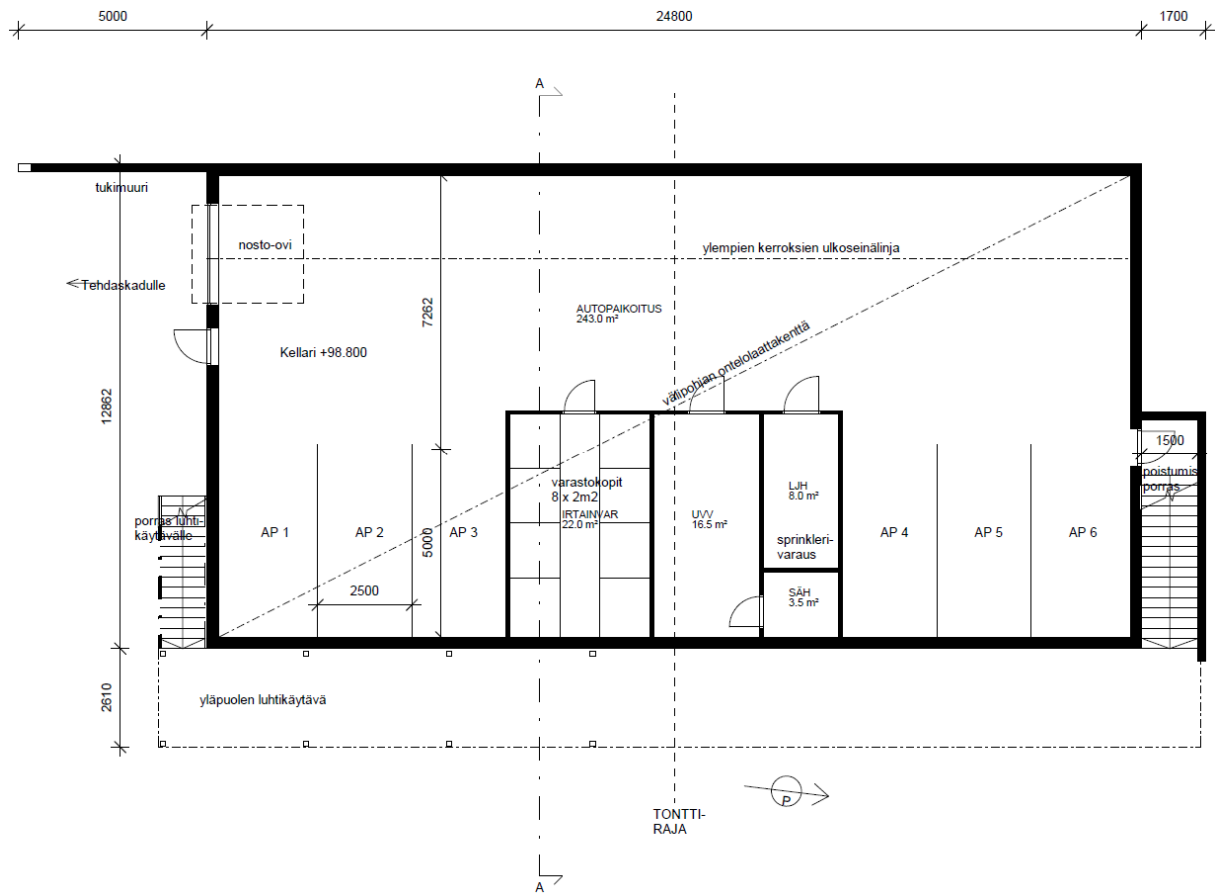 5000
24800
1700
A
tukimuuri
nosto-ovi
ylempien kerroksien ulkoseinälinja
Tehdaskadulle
7262
AUTOPAIKOITUS
243.0 m²
välipohjan ontelolaattakenttä
Kellari +98.800
12862
1500
poistumis
porras
varastokopit
8 x 2m2
IRTAINVAR
22.0 m²
UVV
16.5 m²
LJH
8.0 m²
sprinkleri-
varaus
SÄH
3.5 m²
porras luhti-
käytävälle
AP 1
AP 2
AP 3
5000
AP 4
AP 5
AP 6
2500
2610
yläpuolen luhtikäytävä
P
TONTTI-
RAJA
A